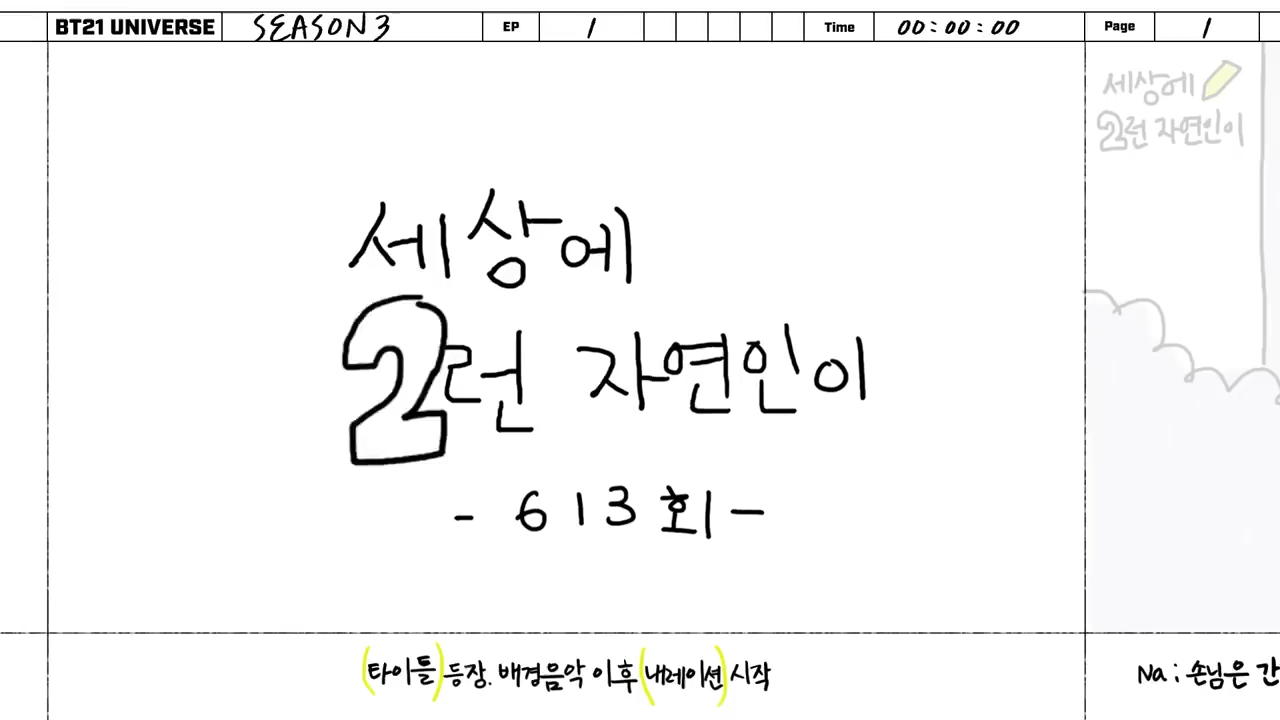 BT21 UNIVERSE SEASON3 EP 1 Time 00:00:00 Page 1
세상에
2런 자연인이
-613회-
(타이틀) 등장. 배경음악 이후 (내레이션) 시작
세상에
2런 자연인이
Na : 손님은 간